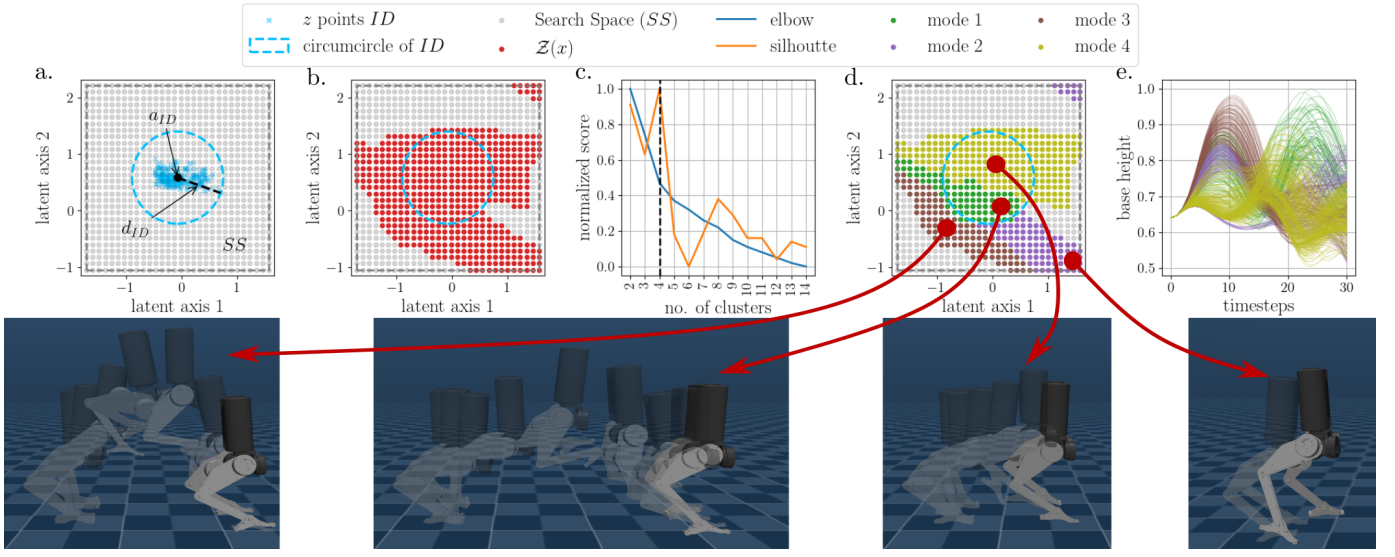 z points ID
circumcircle of ID
Search Space (SS)
𝒵(x)
elbow
silhoutte
mode 1
mode 2
mode 3
mode 4
a.
2
1
0
−1
−1
0
1
latent axis 2
latent axis 1
a_ID
d_ID
SS
b.
2
1
0
−1
−1
0
1
latent axis 2
latent axis 1
c.
1.0
0.8
0.6
0.4
0.2
0.0
normalized score
2
3
4
5
6
7
8
9
10
11
12
13
14
no. of clusters
d.
2
1
0
−1
−1
0
1
latent axis 2
latent axis 1
e.
1.0
0.9
0.8
0.7
0.6
0.5
base height
0
10
20
30
timesteps